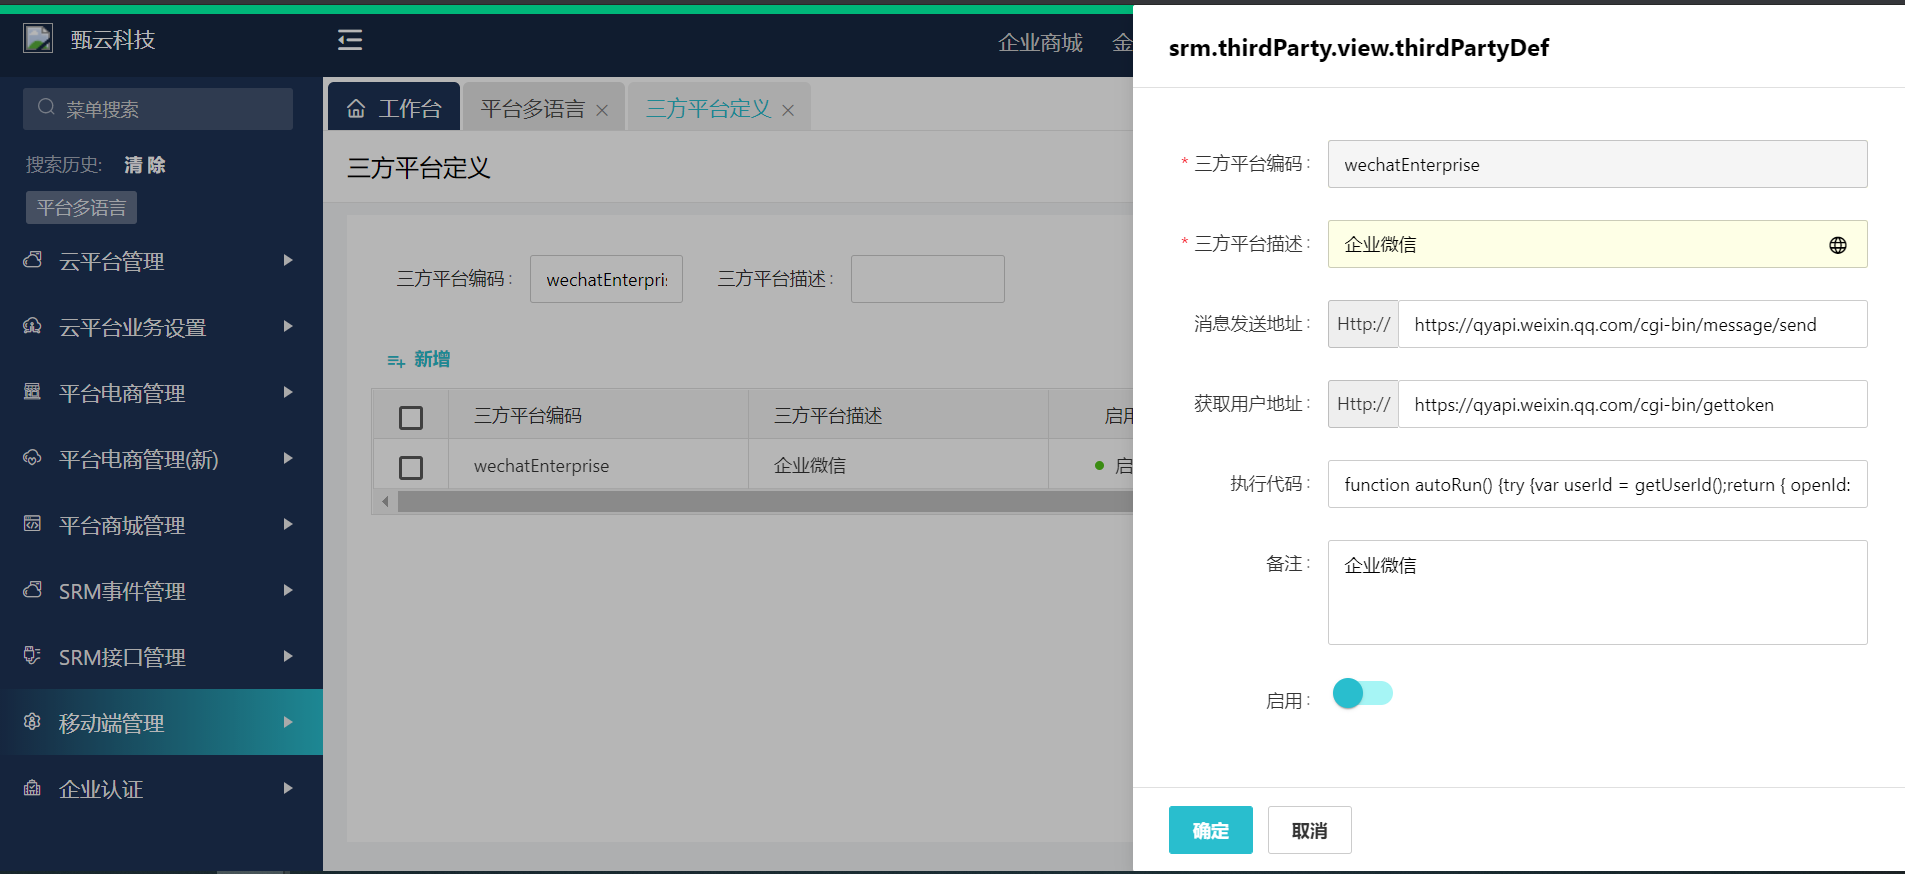 甄云科技
企业商城
金
菜单搜索
搜索历史: 清 除
平台多语言
云平台管理
云平台业务设置
平台电商管理
平台电商管理(新)
平台商城管理
SRM事件管理
SRM接口管理
移动端管理
企业认证
工作台
平台多语言
三方平台定义
三方平台定义
三方平台编码: wechatEnterpri
三方平台描述:
新增
三方平台编码 三方平台描述 启用
wechatEnterprise 企业微信 启
srm.thirdParty.view.thirdPartyDef
* 三方平台编码: wechatEnterprise
* 三方平台描述: 企业微信
消息发送地址: Http:// https://qyapi.weixin.qq.com/cgi-bin/message/send
获取用户地址: Http:// https://qyapi.weixin.qq.com/cgi-bin/gettoken
执行代码: function autoRun() {try {var userId = getUserId();return { openId:
备注: 企业微信
启用:
确定 取消